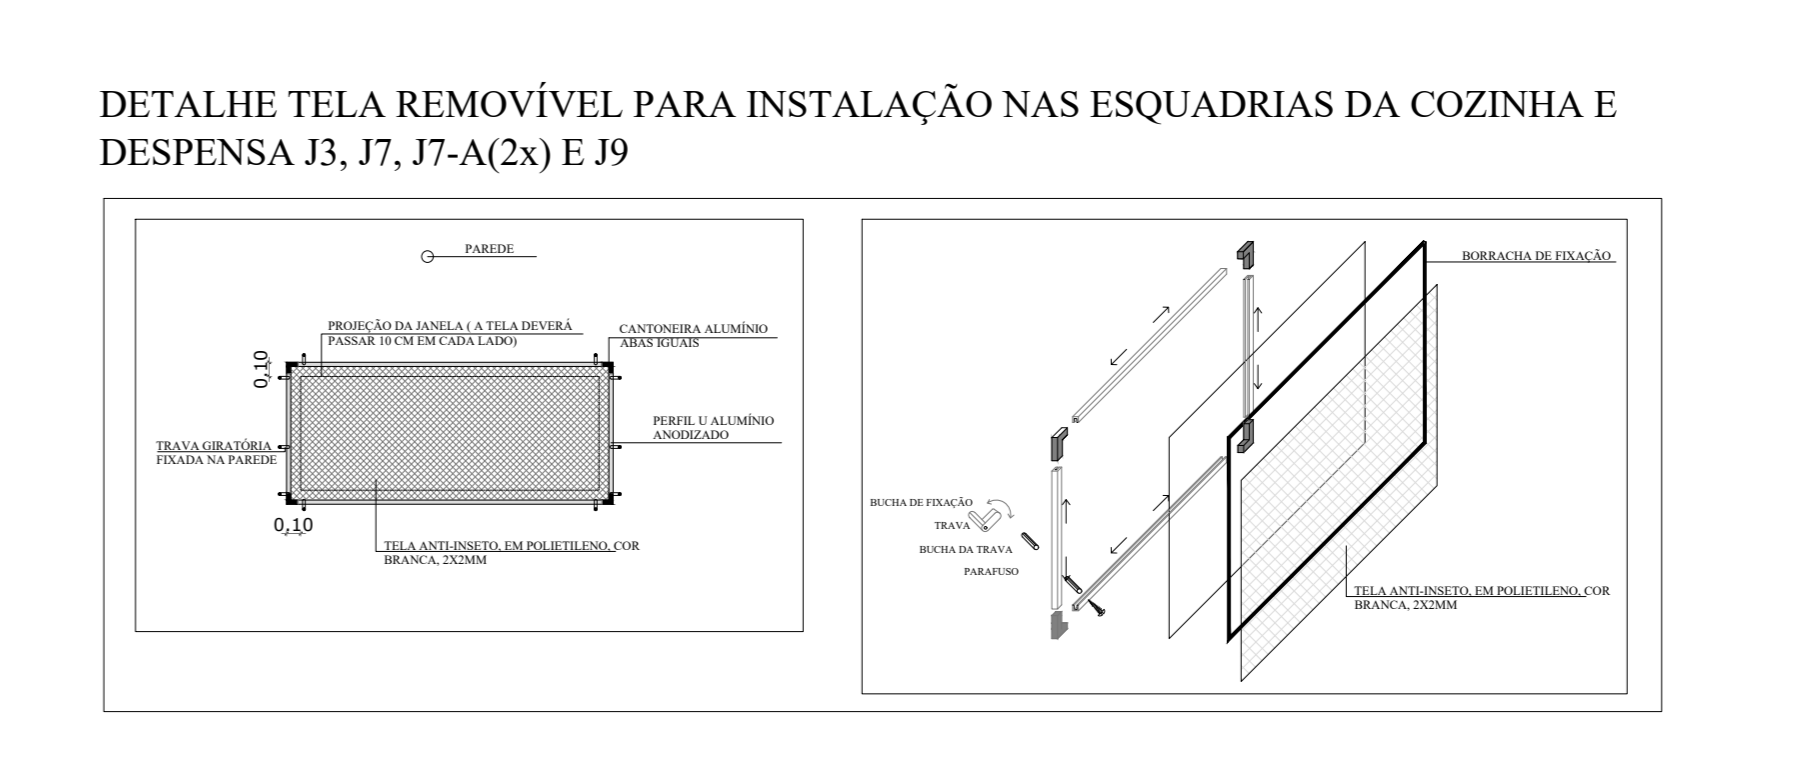 DETALHE TELA REMOVÍVEL PARA INSTALAÇÃO NAS ESQUADRIAS DA COZINHA E
DESPENSA J3, J7, J7-A(2x) E J9
PAREDE
PROJEÇÃO DA JANELA ( A TELA DEVERÁ
PASSAR 10 CM EM CADA LADO)
CANTONEIRA ALUMÍNIO
ABAS IGUAIS
0,10
PERFIL U ALUMÍNIO
ANODIZADO
TRAVA GIRATÓRIA
FIXADA NA PAREDE
0,10
TELA ANTI-INSETO, EM POLIETILENO, COR
BRANCA, 2X2MM
BORRACHA DE FIXAÇÃO
BUCHA DE FIXAÇÃO
TRAVA
BUCHA DA TRAVA
PARAFUSO
TELA ANTI-INSETO, EM POLIETILENO, COR
BRANCA, 2X2MM